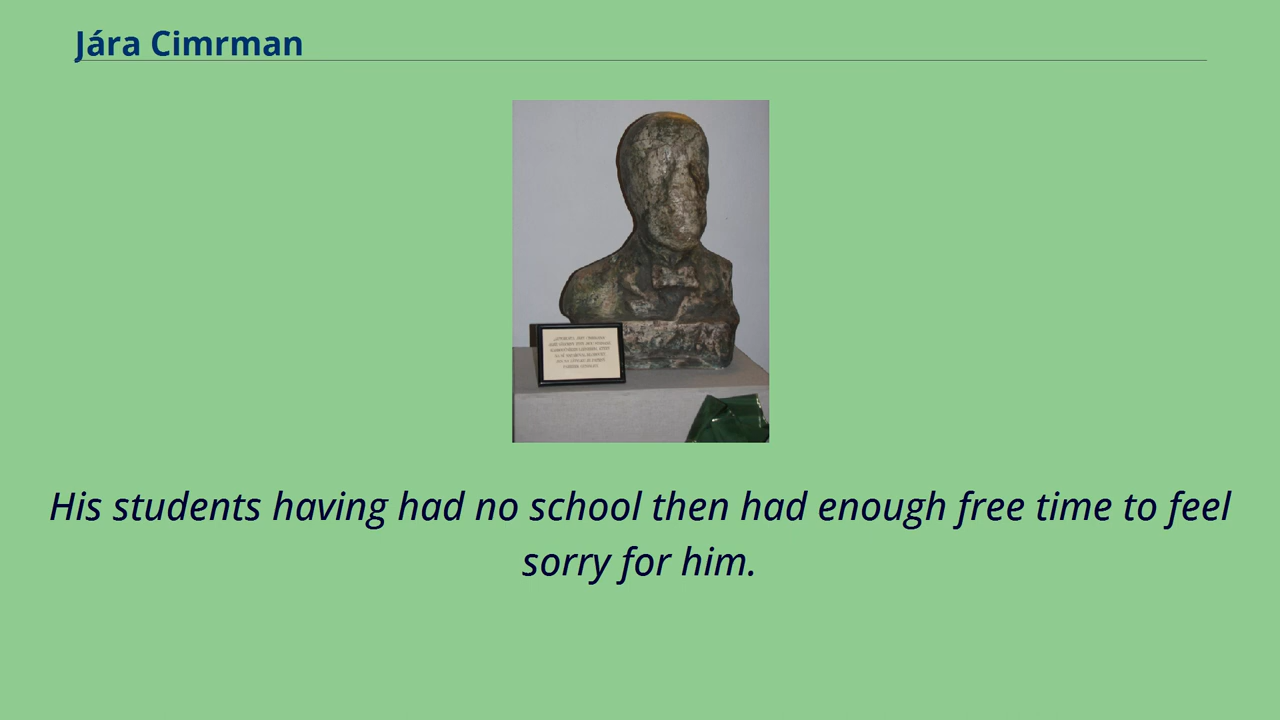 Jára Cimrman
His students having had no school then had enough free time to feel
sorry for him.